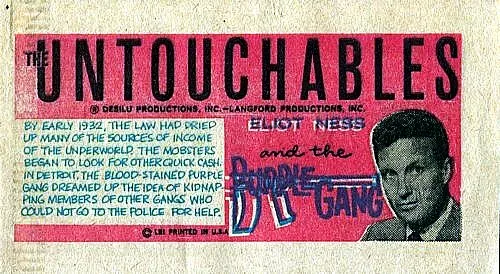 THE UNTOUCHABLES
® DESILU PRODUCTIONS, INC.–LANGFORD PRODUCTIONS, INC.
BY EARLY 1932, THE LAW HAD DRIED
UP MANY OF THE SOURCES OF INCOME
OF THE UNDERWORLD. THE MOBSTERS
BEGAN TO LOOK FOR OTHER QUICK CASH.
IN DETROIT, THE BLOOD-STAINED PURPLE
GANG DREAMED UP THE IDEA OF KIDNAP-
PING MEMBERS OF OTHER GANGS WHO
COULD NOT GO TO THE POLICE FOR HELP.
ELIOT NESS
and the
PURPLE
GANG
© LBI PRINTED IN U.S.A.